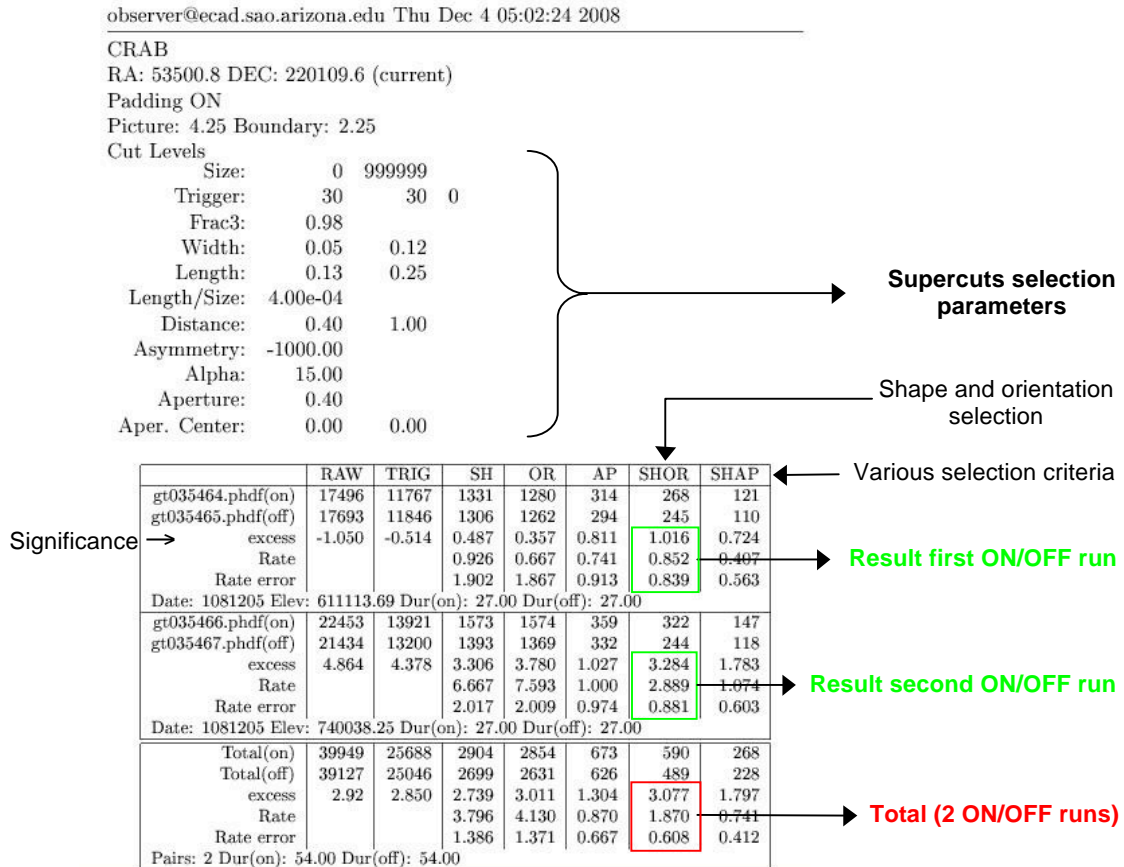 observer@ecad.sao.arizona.edu Thu Dec 4 05:02:24 2008
CRAB
RA: 53500.8 DEC: 220109.6 (current)
Padding ON
Picture: 4.25 Boundary: 2.25
Cut Levels
Size: 0 999999
Trigger: 30 30 0
Frac3: 0.98
Width: 0.05 0.12
Length: 0.13 0.25
Length/Size: 4.00e-04
Distance: 0.40 1.00
Asymmetry: -1000.00
Alpha: 15.00
Aperture: 0.40
Aper. Center: 0.00 0.00
Supercuts selection
parameters
Shape and orientation
selection
RAW TRIG SH OR AP SHOR SHAP
Various selection criteria
gt035464.phdf(on) 17496 11767 1331 1280 314 268 121
gt035465.phdf(off) 17693 11846 1306 1262 294 245 110
Significance
excess -1.050 -0.514 0.487 0.357 0.811 1.016 0.724
Rate 0.926 0.667 0.741 0.852 0.407
Result first ON/OFF run
Rate error 1.902 1.867 0.913 0.839 0.563
Date: 1081205 Elev: 611113.69 Dur(on): 27.00 Dur(off): 27.00
gt035466.phdf(on) 22453 13921 1573 1574 359 322 147
gt035467.phdf(off) 21434 13200 1393 1369 332 244 118
excess 4.864 4.378 3.306 3.780 1.027 3.284 1.783
Rate 6.667 7.593 1.000 2.889 1.074
Result second ON/OFF run
Rate error 2.017 2.009 0.974 0.881 0.603
Date: 1081205 Elev: 740038.25 Dur(on): 27.00 Dur(off): 27.00
Total(on) 39949 25688 2904 2854 673 590 268
Total(off) 39127 25046 2699 2631 626 489 228
excess 2.92 2.850 2.739 3.011 1.304 3.077 1.797
Rate 3.796 4.130 0.870 1.870 0.741
Total (2 ON/OFF runs)
Rate error 1.386 1.371 0.667 0.608 0.412
Pairs: 2 Dur(on): 54.00 Dur(off): 54.00